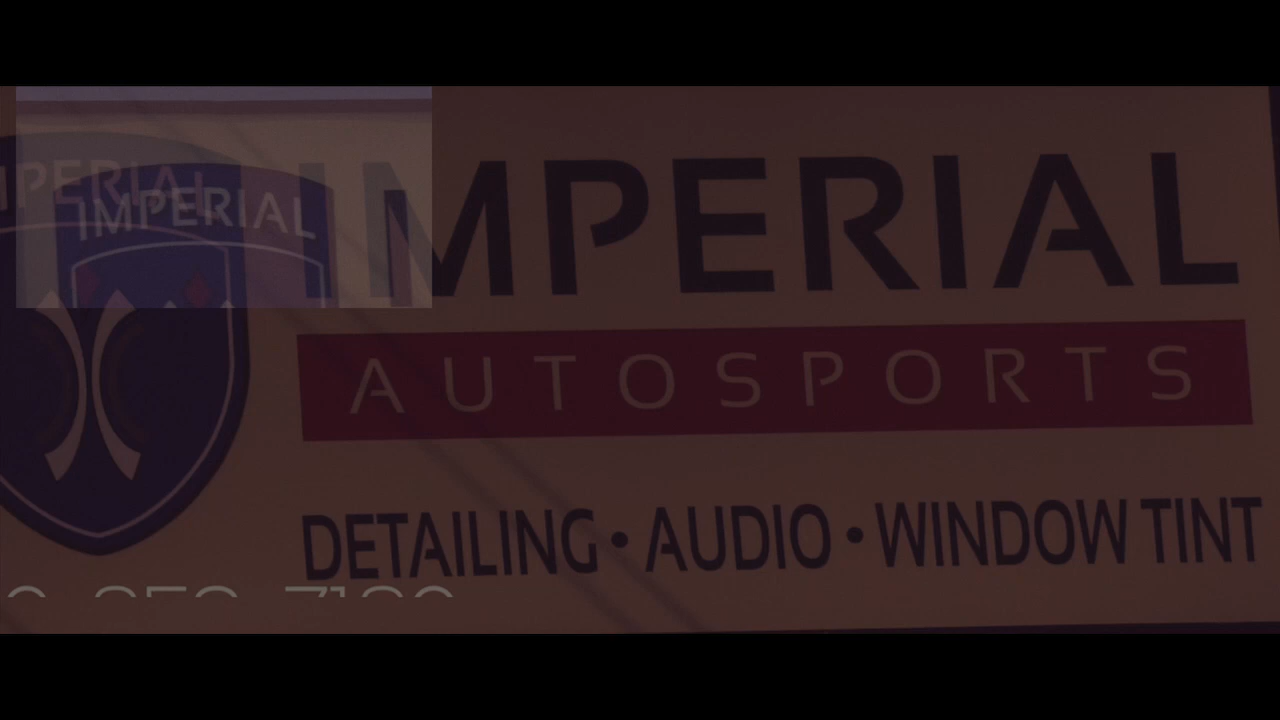 IMPERIAL
IMPERIAL
IMPERIAL
AUTOSPORTS
DETAILING • AUDIO • WINDOW TINT